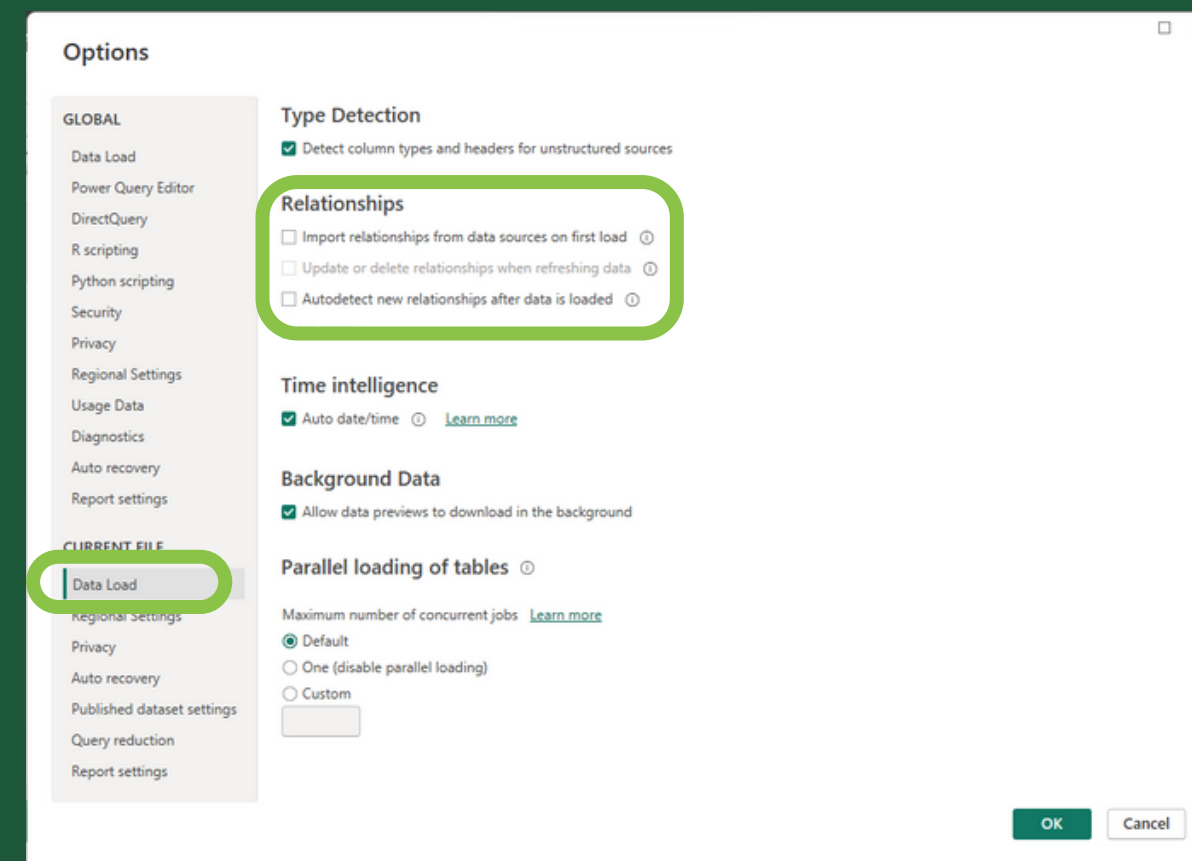 Options
GLOBAL
Data Load
Power Query Editor
DirectQuery
R scripting
Python scripting
Security
Privacy
Regional Settings
Usage Data
Diagnostics
Auto recovery
Report settings
CURRENT FILE
Data Load
Regional Settings
Privacy
Auto recovery
Published dataset settings
Query reduction
Report settings
Type Detection
Detect column types and headers for unstructured sources
Relationships
Import relationships from data sources on first load
Update or delete relationships when refreshing data
Autodetect new relationships after data is loaded
Time intelligence
Auto date/time Learn more
Background Data
Allow data previews to download in the background
Parallel loading of tables
Maximum number of concurrent jobs Learn more
Default
One (disable parallel loading)
Custom
OK Cancel